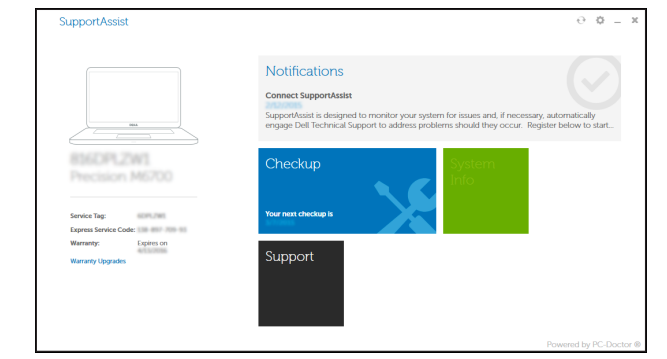 SupportAssist
Notifications
Connect SupportAssist
SupportAssist is designed to monitor your system for issues and, if necessary, automatically
engage Dell Technical Support to address problems should they occur. Register below to start...
DELL
Precision M6700
Checkup
Your next checkup is
System
Info
Service Tag:
Express Service Code:
Warranty: Expires on
Warranty Upgrades
Support
Powered by PC-Doctor ®